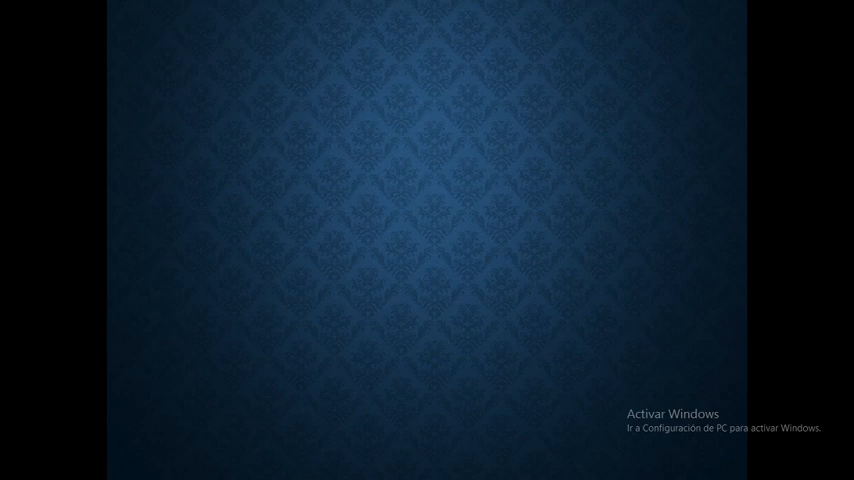 Activar Windows
Ir a Configuración de PC para activar Windows.